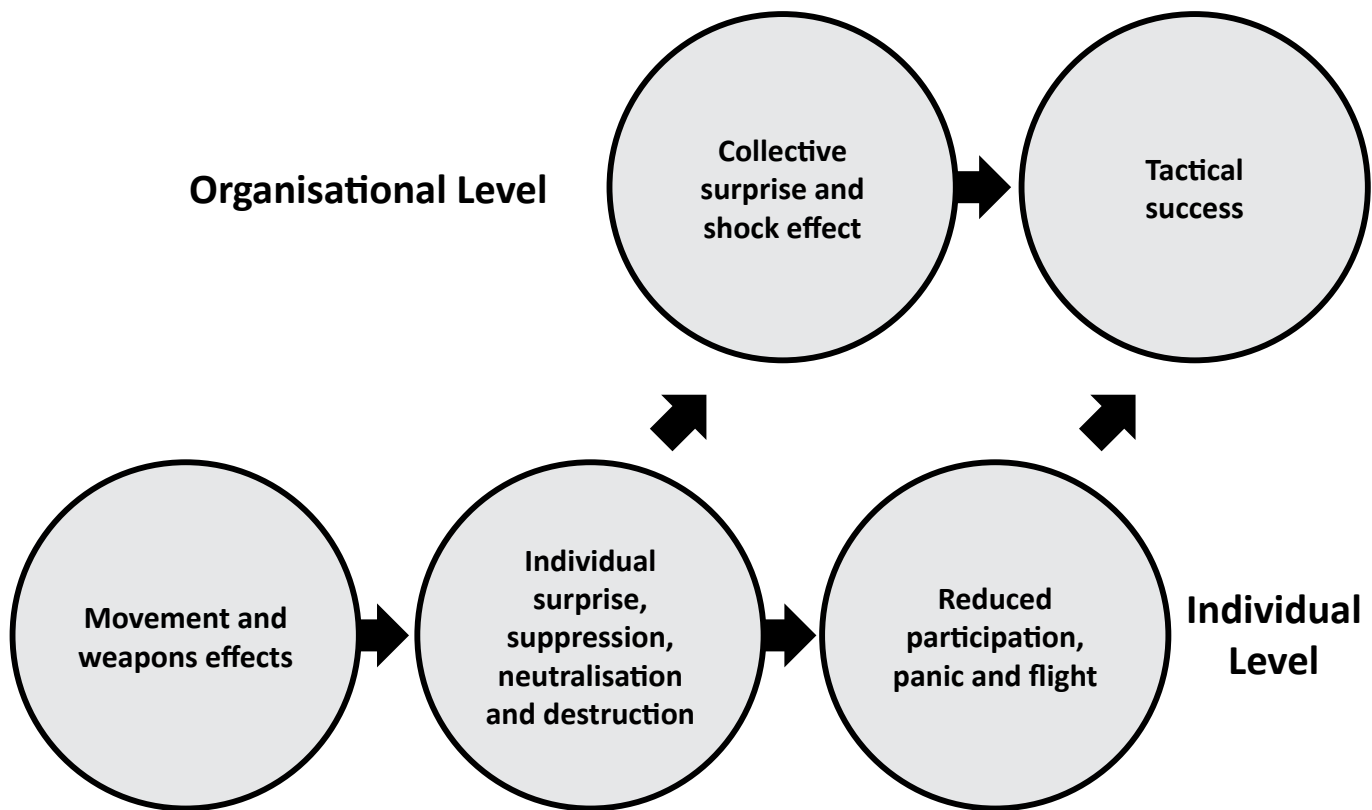 Organisational Level
Collective
surprise and
shock effect
Tactical
success
Movement and
weapons effects
Individual
surprise,
suppression,
neutralisation
and destruction
Reduced
participation,
panic and flight
Individual
Level